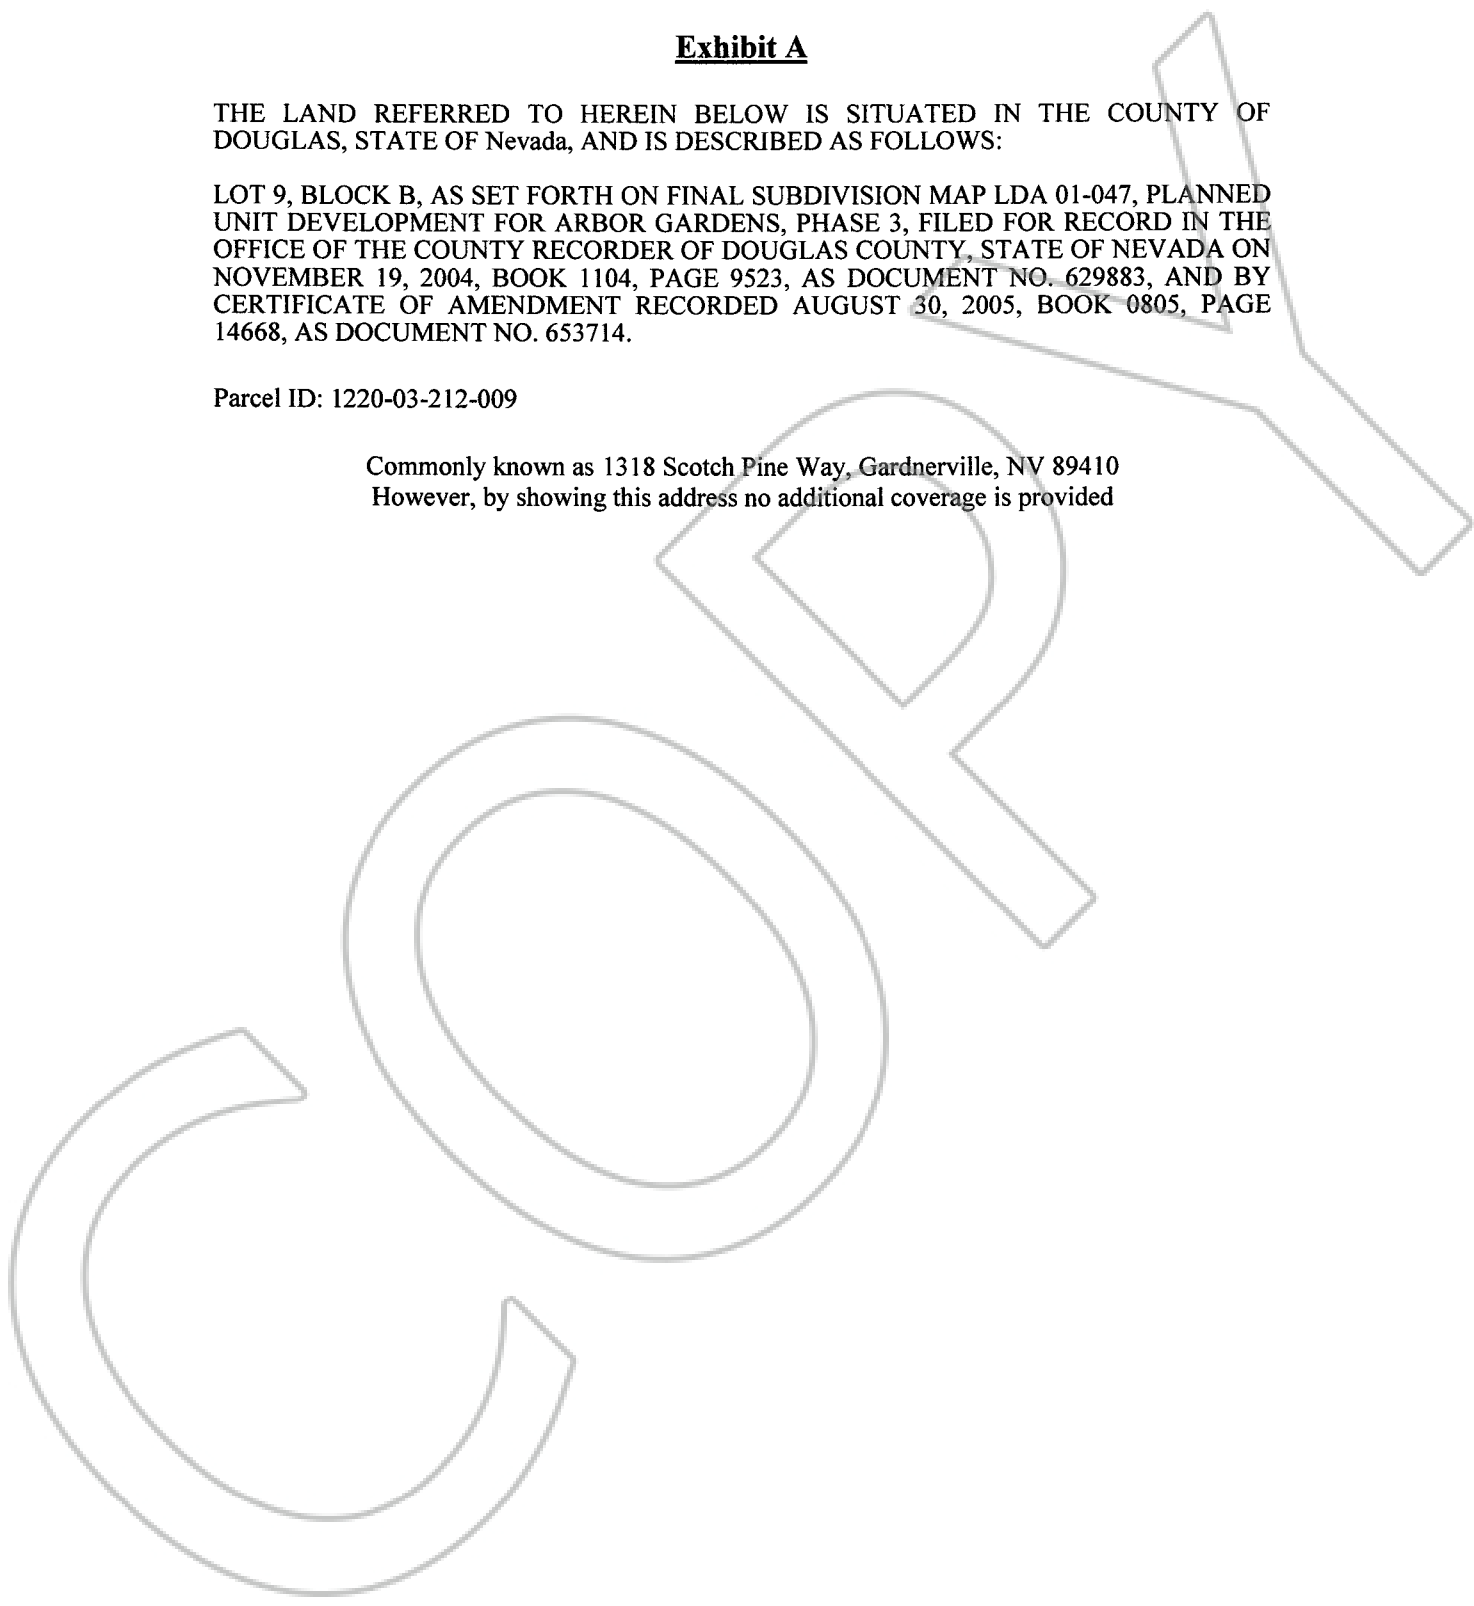 Exhibit A
THE LAND REFERRED TO HEREIN BELOW IS SITUATED IN THE COUNTY OF
DOUGLAS, STATE OF Nevada, AND IS DESCRIBED AS FOLLOWS:
LOT 9, BLOCK B, AS SET FORTH ON FINAL SUBDIVISION MAP LDA 01-047, PLANNED
UNIT DEVELOPMENT FOR ARBOR GARDENS, PHASE 3, FILED FOR RECORD IN THE
OFFICE OF THE COUNTY RECORDER OF DOUGLAS COUNTY, STATE OF NEVADA ON
NOVEMBER 19, 2004, BOOK 1104, PAGE 9523, AS DOCUMENT NO. 629883, AND BY
CERTIFICATE OF AMENDMENT RECORDED AUGUST 30, 2005, BOOK 0805, PAGE
14668, AS DOCUMENT NO. 653714.
Parcel ID: 1220-03-212-009
Commonly known as 1318 Scotch Pine Way, Gardnerville, NV 89410
However, by showing this address no additional coverage is provided
COPY